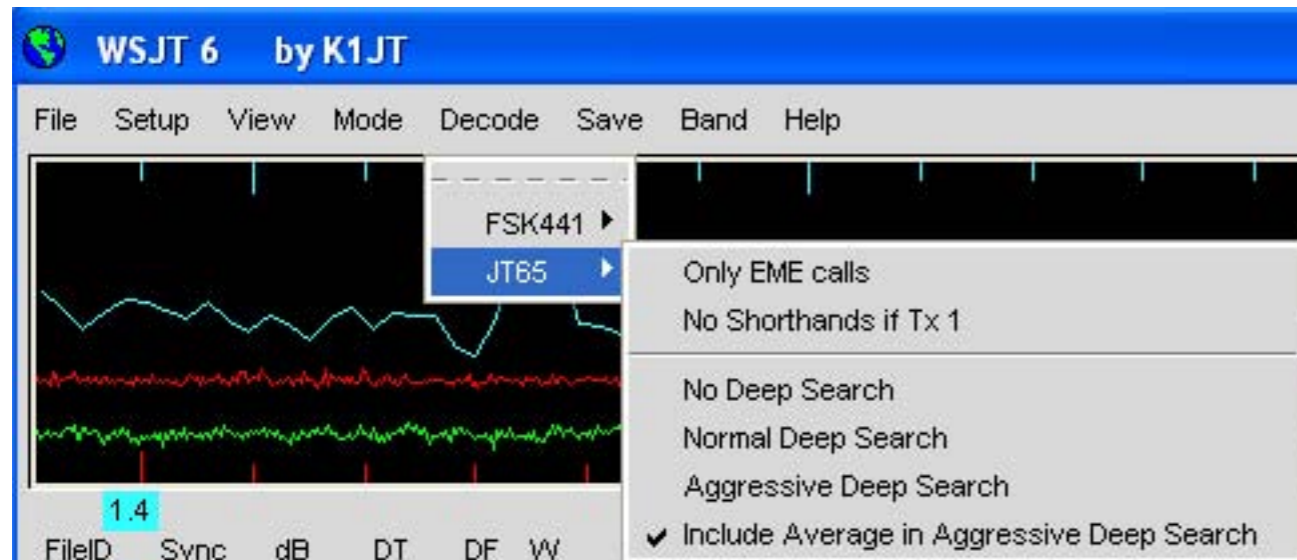 WSJT 6 by K1JT
File Setup View Mode Decode Save Band Help
FSK441
JT65
Only EME calls
No Shorthands if Tx 1
No Deep Search
Normal Deep Search
Aggressive Deep Search
Include Average in Aggressive Deep Search
1.4
FileID Sync dB DT DF W